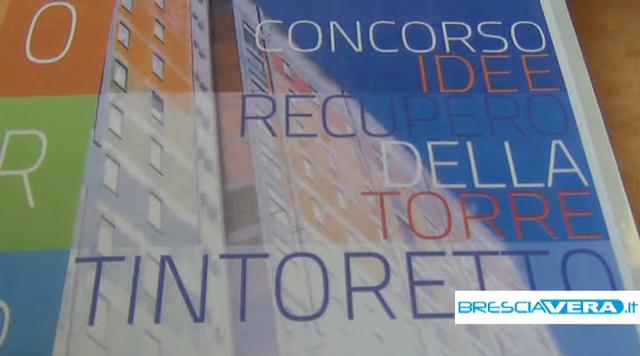 O
CONCORSO
IDEE
RECUPERO
R
DELLA
TORRE
TINTORETTO
BRESCIAVERA.it